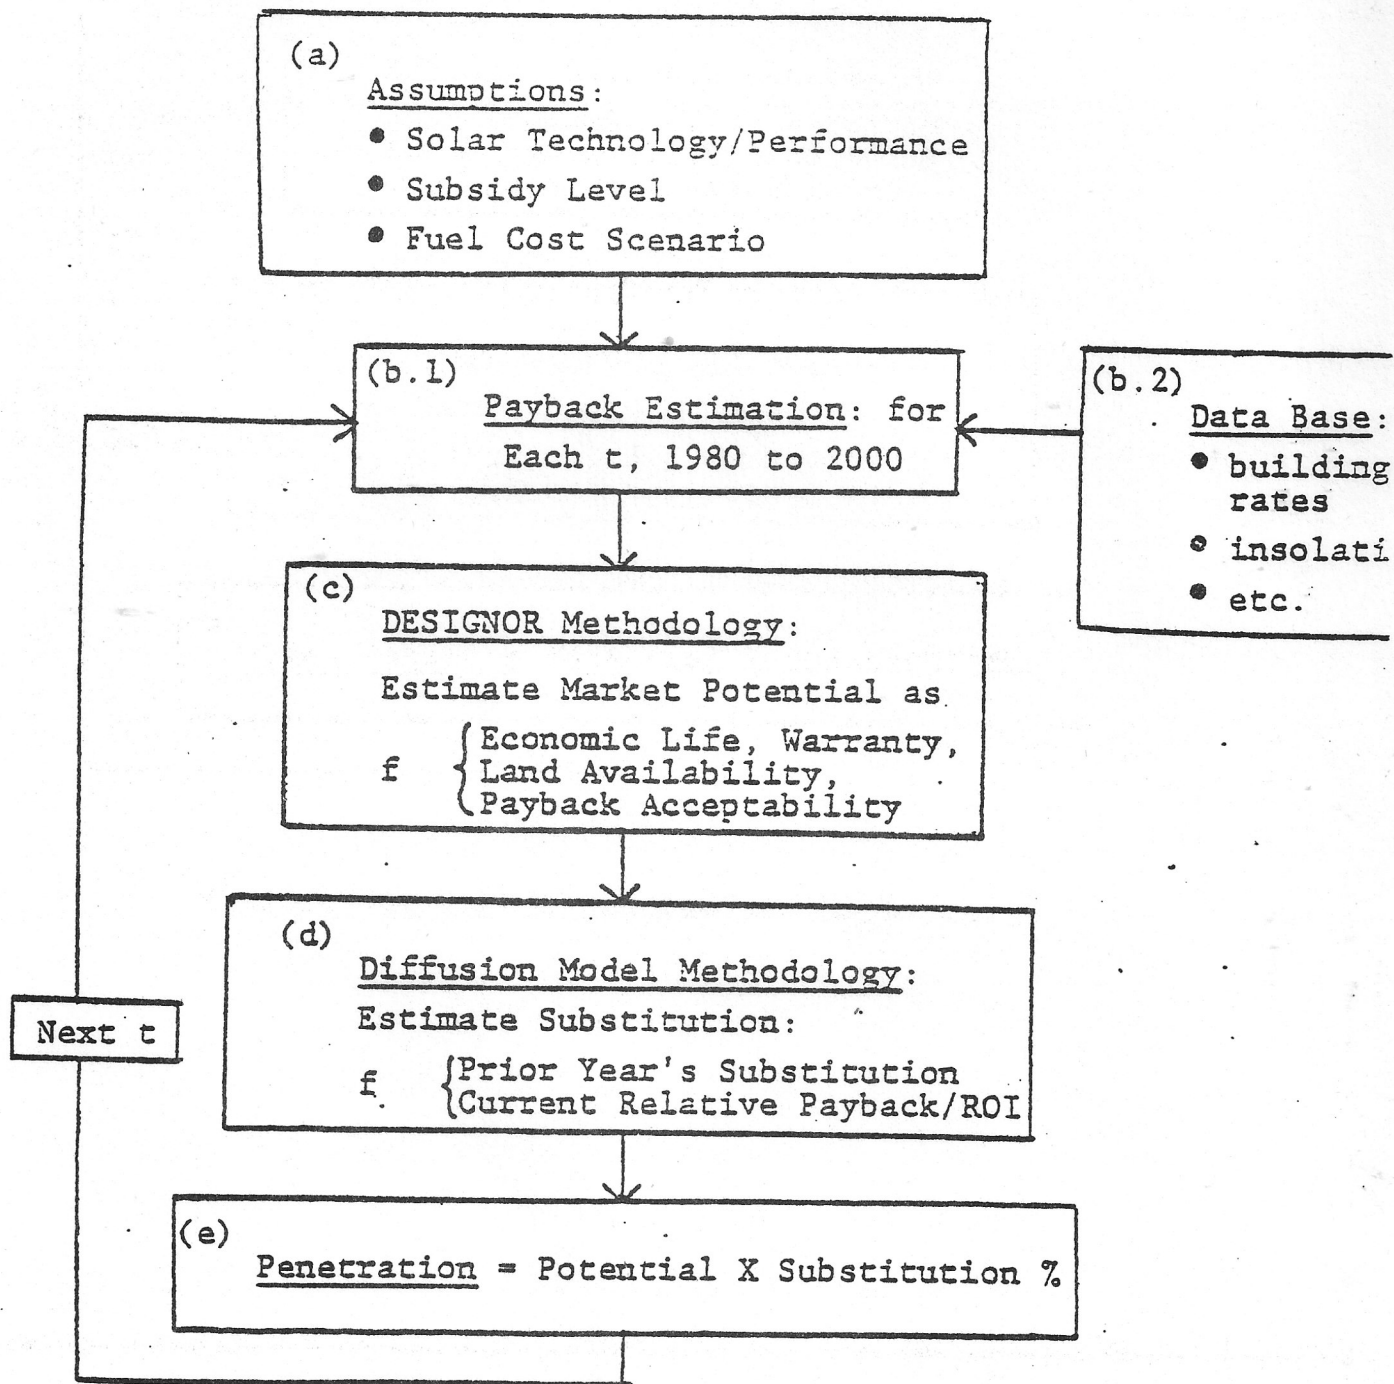 (a)
Assumptions:
• Solar Technology/Performance
• Subsidy Level
• Fuel Cost Scenario
(b.1)
Payback Estimation: for
Each t, 1980 to 2000
(b.2)
Data Base:
• building
rates
• insolati
• etc.
(c)
DESIGNOR Methodology:
Estimate Market Potential as
f { Economic Life, Warranty,
Land Availability,
Payback Acceptability
(d)
Diffusion Model Methodology:
Estimate Substitution:
f { Prior Year's Substitution
Current Relative Payback/ROI
Next t
(e)
Penetration = Potential X Substitution %